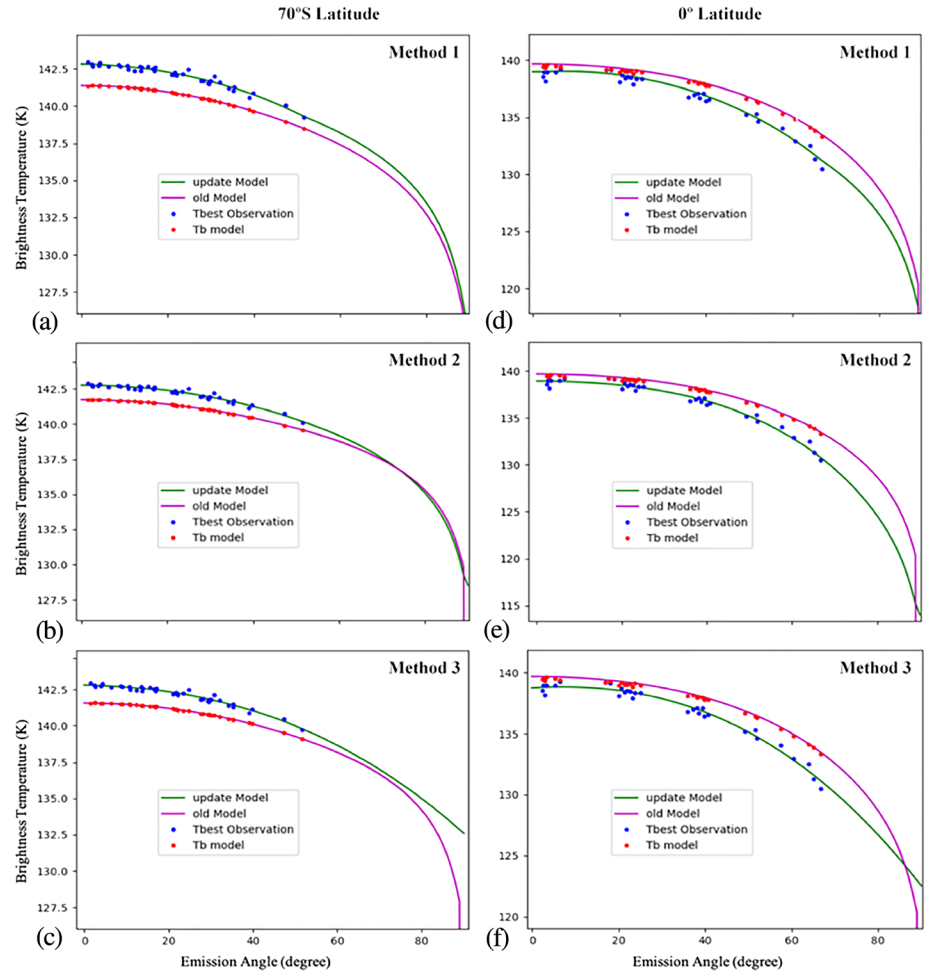 70°S Latitude
0° Latitude
(a)
Method 1
Brightness Temperature (K)
142.5
140.0
137.5
135.0
132.5
130.0
127.5
update Model
old Model
Tbest Observation
Tb model
(d)
Method 1
140
135
130
125
120
update Model
old Model
Tbest Observation
Tb model
(b)
Method 2
Brightness Temperature (K)
142.5
140.0
137.5
135.0
132.5
130.0
127.5
update Model
old Model
Tbest Observation
Tb model
(e)
Method 2
140
135
130
125
120
115
update Model
old Model
Tbest Observation
Tb model
(c)
Method 3
Brightness Temperature (K)
142.5
140.0
137.5
135.0
132.5
130.0
127.5
update Model
old Model
Tbest Observation
Tb model
0 20 40 60 80
Emission Angle (degree)
(f)
Method 3
140
135
130
125
120
update Model
old Model
Tbest Observation
Tb model
0 20 40 60 80
Emission Angle (degree)